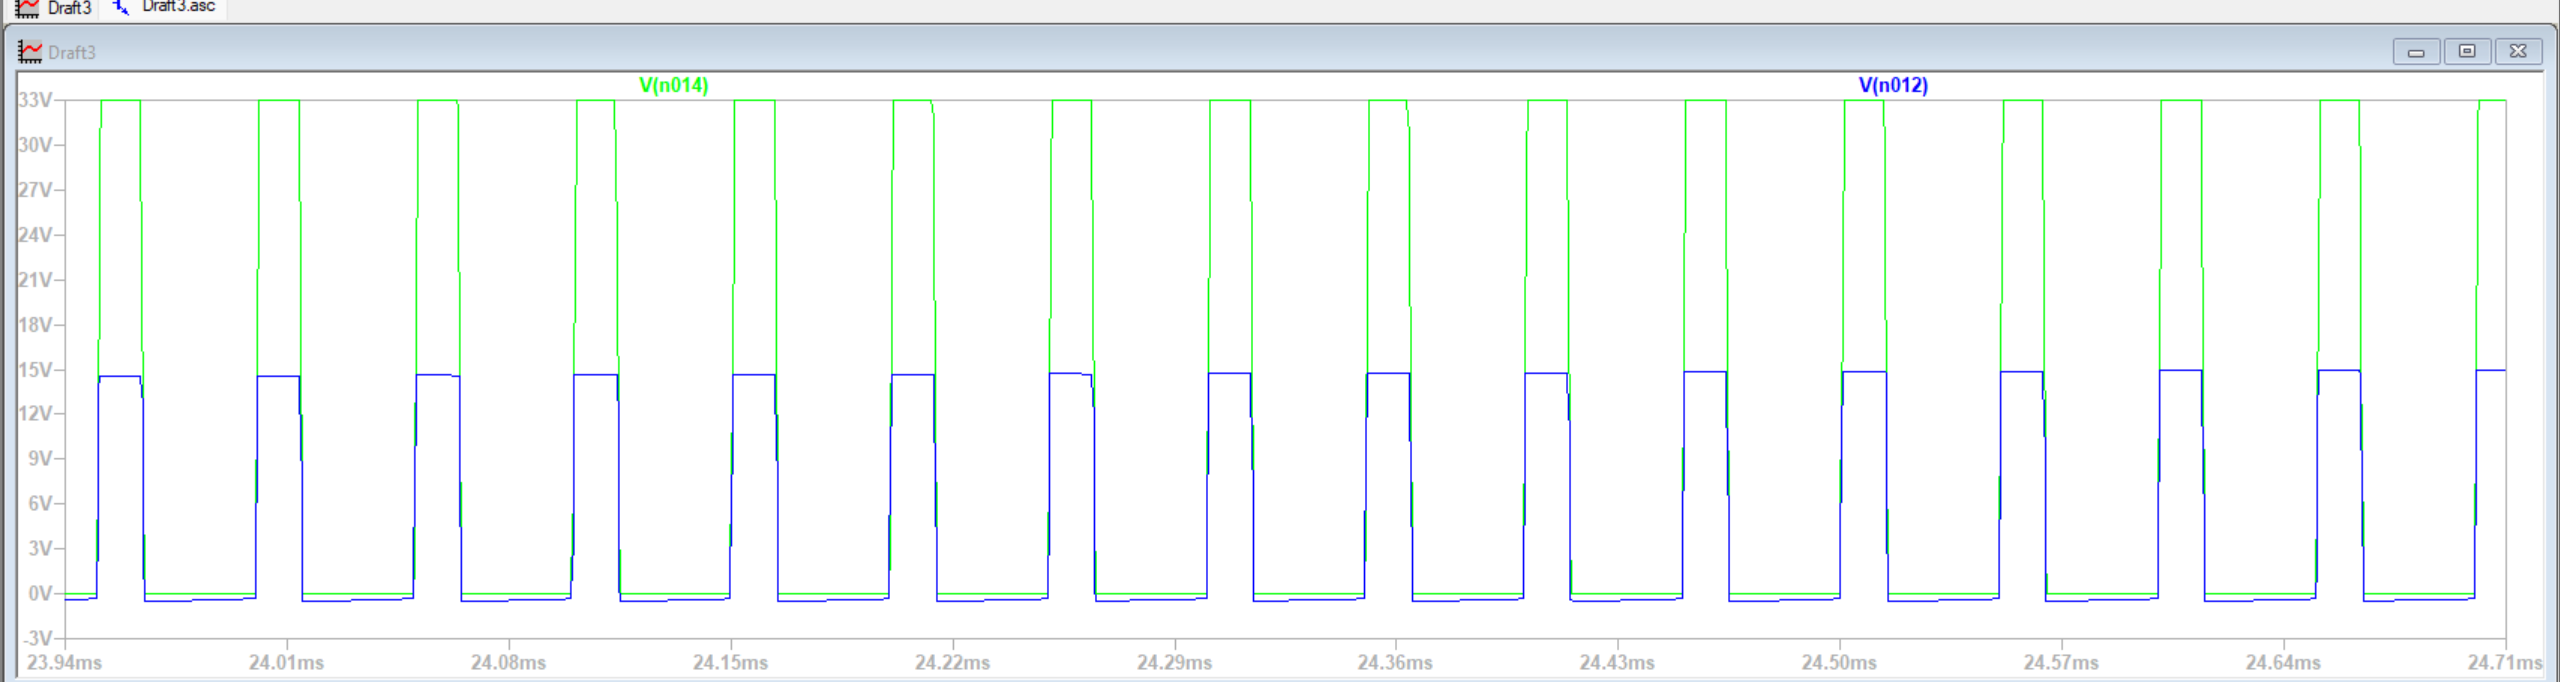 Draft3 Draft3.asc
Draft3
V(n014) V(n012)
33V
30V
27V
24V
21V
18V
15V
12V
9V
6V
3V
0V
-3V
23.94ms 24.01ms 24.08ms 24.15ms 24.22ms 24.29ms 24.36ms 24.43ms 24.50ms 24.57ms 24.64ms 24.71ms